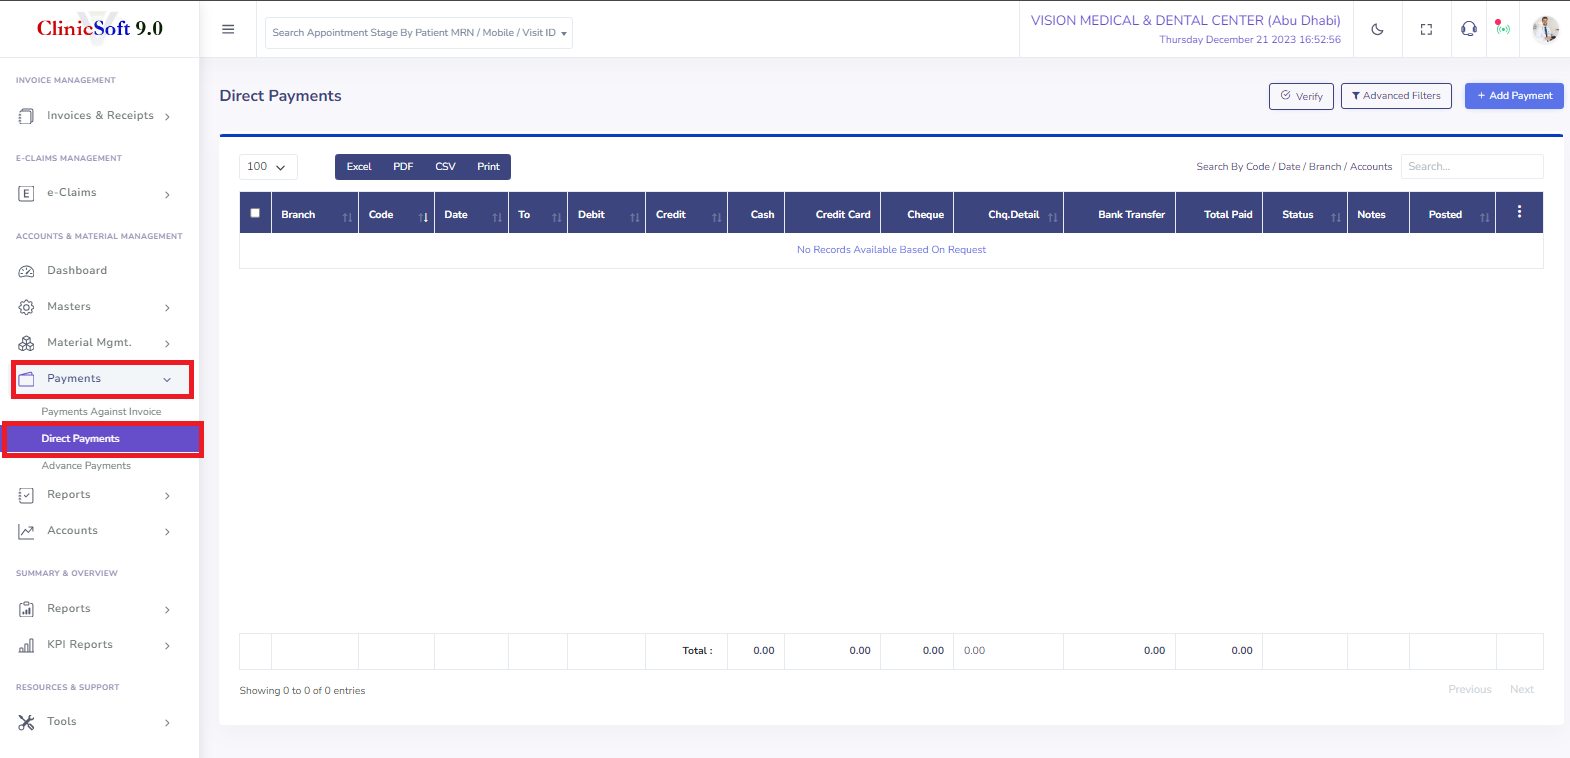 ClinicSoft 9.0
Search Appointment Stage By Patient MRN / Mobile / Visit ID
VISION MEDICAL & DENTAL CENTER (Abu Dhabi)
Thursday December 21 2023 16:52:56
INVOICE MANAGEMENT
Invoices & Receipts
E-CLAIMS MANAGEMENT
e-Claims
ACCOUNTS & MATERIAL MANAGEMENT
Dashboard
Masters
Material Mgmt.
Payments
Payments Against Invoice
Direct Payments
Advance Payments
Reports
Accounts
SUMMARY & OVERVIEW
Reports
KPI Reports
RESOURCES & SUPPORT
Tools
Direct Payments
Verify
Advanced Filters
+ Add Payment
100
Excel PDF CSV Print
Search By Code / Date / Branch / Accounts
Search...
Branch Code Date To Debit Credit Cash Credit Card Cheque Chq.Detail Bank Transfer Total Paid Status Notes Posted
No Records Available Based On Request
Total : 0.00 0.00 0.00 0.00 0.00 0.00
Showing 0 to 0 of 0 entries
Previous Next